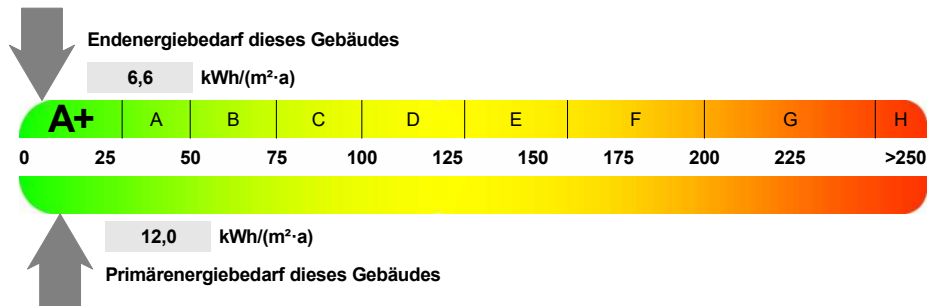 Endenergiebedarf dieses Gebäudes
6,6 kWh/(m²·a)
A+ A B C D E F G H
0 25 50 75 100 125 150 175 200 225 >250
12,0 kWh/(m²·a)
Primärenergiebedarf dieses Gebäudes